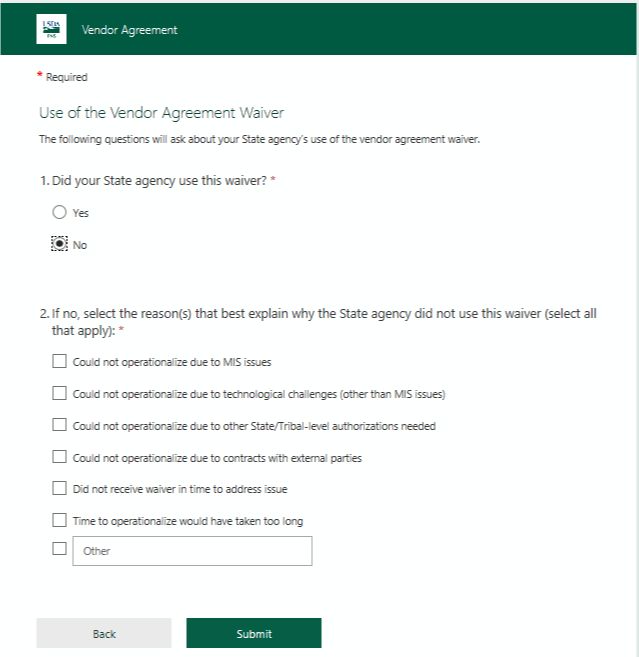 USDA
FNS
Vendor Agreement
* Required
Use of the Vendor Agreement Waiver
The following questions will ask about your State agency's use of the vendor agreement waiver.
1. Did your State agency use this waiver? *
Yes
No
2. If no, select the reason(s) that best explain why the State agency did not use this waiver (select all
that apply): *
Could not operationalize due to MIS issues
Could not operationalize due to technological challenges (other than MIS issues)
Could not operationalize due to other State/Tribal-level authorizations needed
Could not operationalize due to contracts with external parties
Did not receive waiver in time to address issue
Time to operationalize would have taken too long
Other
Back
Submit